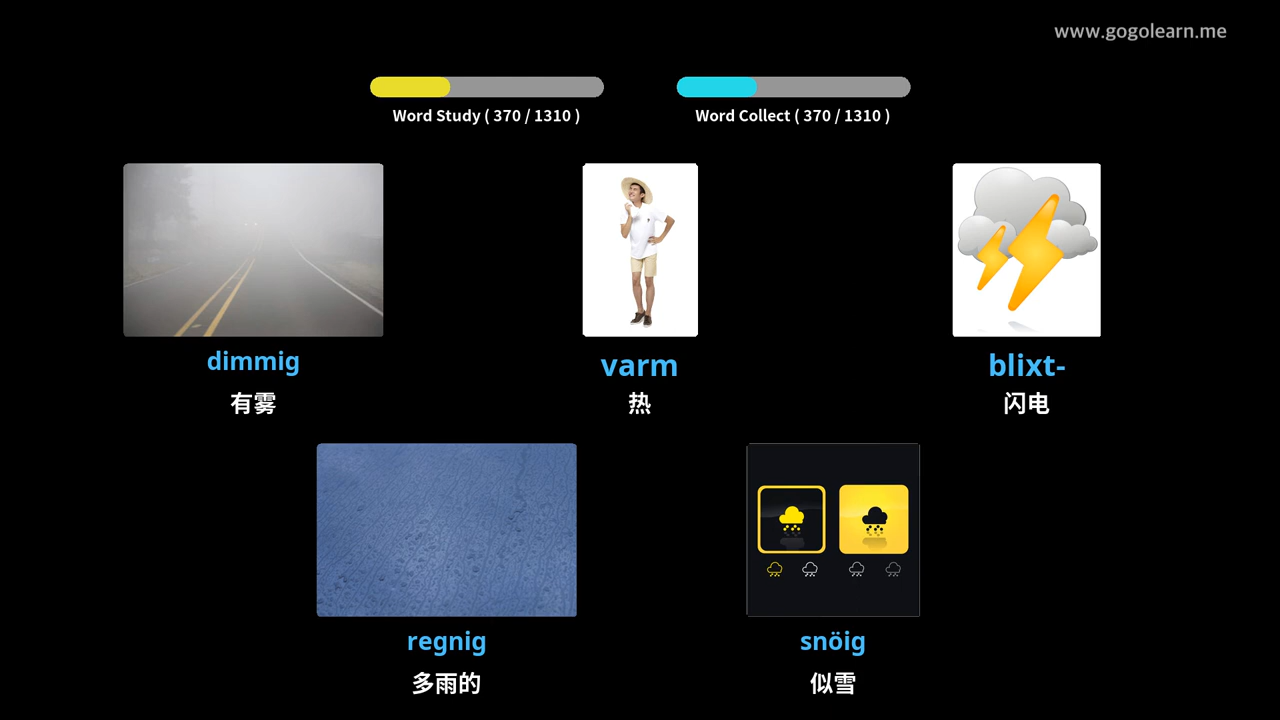 www.gogolearn.me
Word Study ( 370 / 1310 )
Word Collect ( 370 / 1310 )
dimmig
有雾
varm
热
blixt-
闪电
regnig
多雨的
snöig
似雪